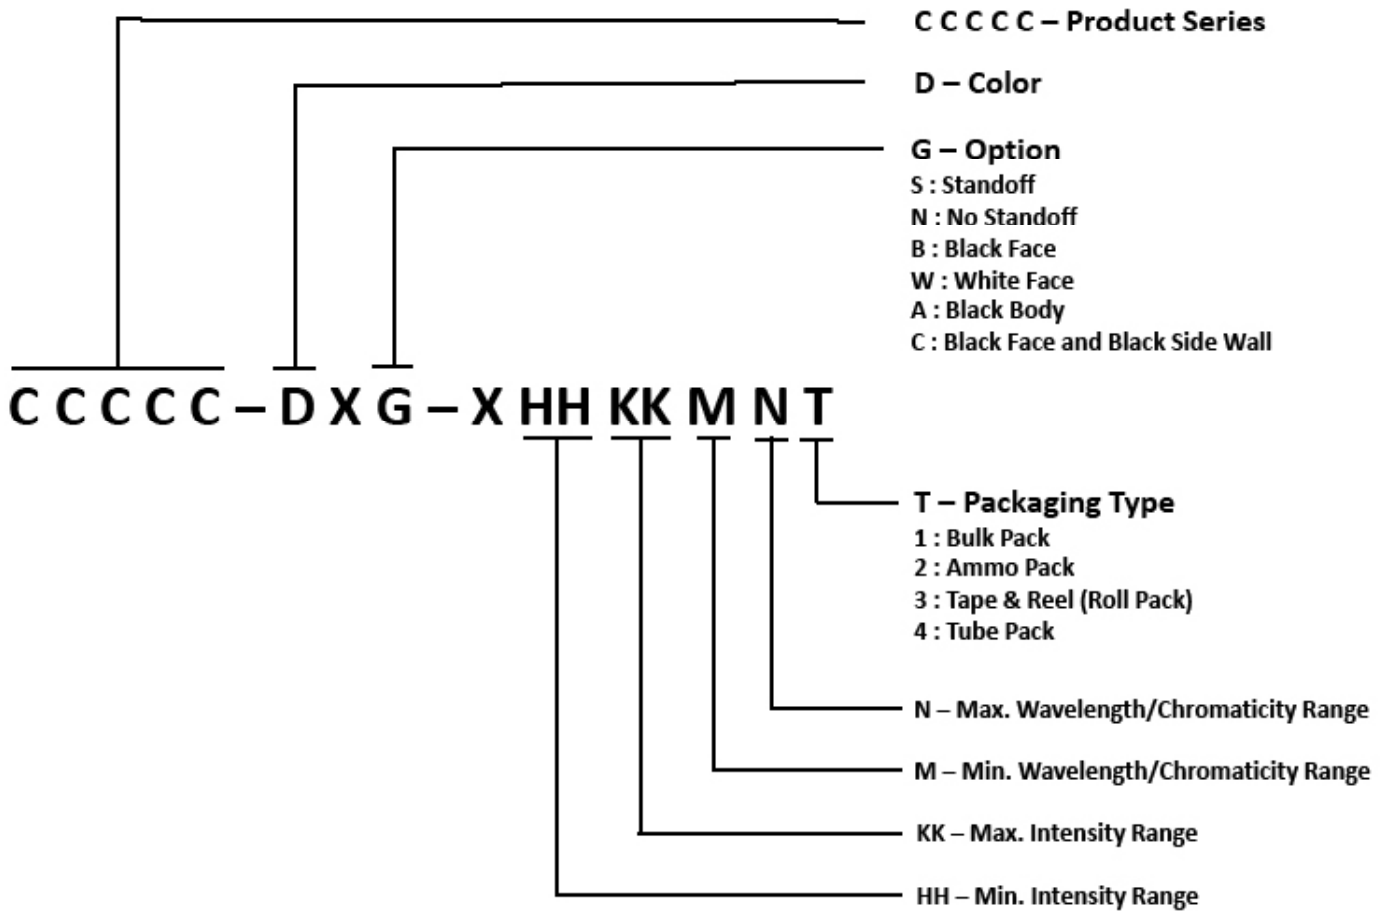 C C C C C – Product Series
D – Color
G – Option
S : Standoff
N : No Standoff
B : Black Face
W : White Face
A : Black Body
C : Black Face and Black Side Wall
C C C C C – D X G – X HH KK M N T
T – Packaging Type
1 : Bulk Pack
2 : Ammo Pack
3 : Tape & Reel (Roll Pack)
4 : Tube Pack
N – Max. Wavelength/Chromaticity Range
M – Min. Wavelength/Chromaticity Range
KK – Max. Intensity Range
HH – Min. Intensity Range